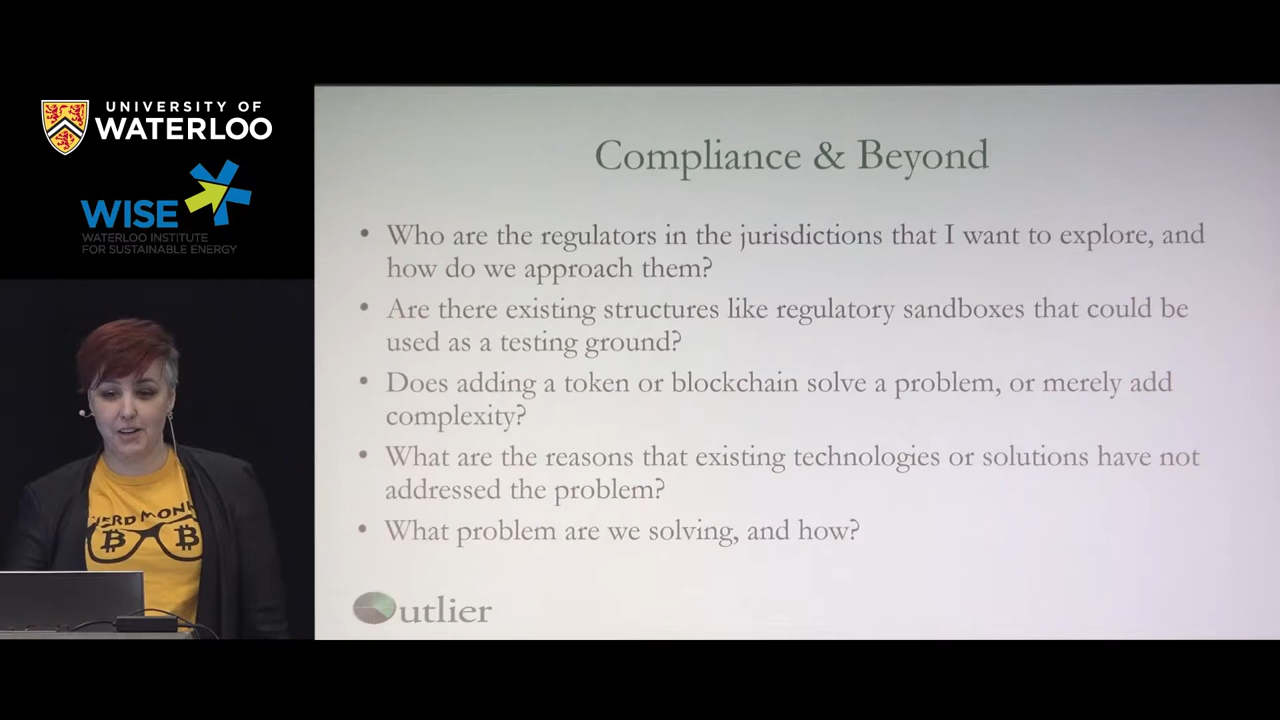 UNIVERSITY OF
WATERLOO
WISE
WATERLOO INSTITUTE
FOR SUSTAINABLE ENERGY
Compliance & Beyond
• Who are the regulators in the jurisdictions that I want to explore, and
how do we approach them?
• Are there existing structures like regulatory sandboxes that could be
used as a testing ground?
• Does adding a token or blockchain solve a problem, or merely add
complexity?
• What are the reasons that existing technologies or solutions have not
addressed the problem?
• What problem are we solving, and how?
Outlier
NERD MON
B B